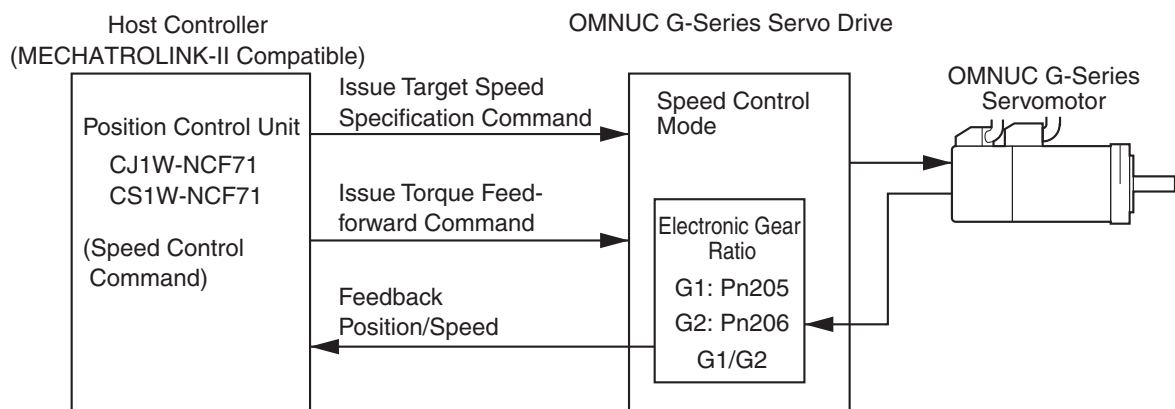 Host Controller
(MECHATROLINK-II Compatible)
Position Control Unit
CJ1W-NCF71
CS1W-NCF71
(Speed Control
Command)
Issue Target Speed
Specification Command
Issue Torque Feed-
forward Command
Feedback
Position/Speed
OMNUC G-Series Servo Drive
Speed Control
Mode
Electronic Gear
Ratio
G1: Pn205
G2: Pn206
G1/G2
OMNUC G-Series
Servomotor